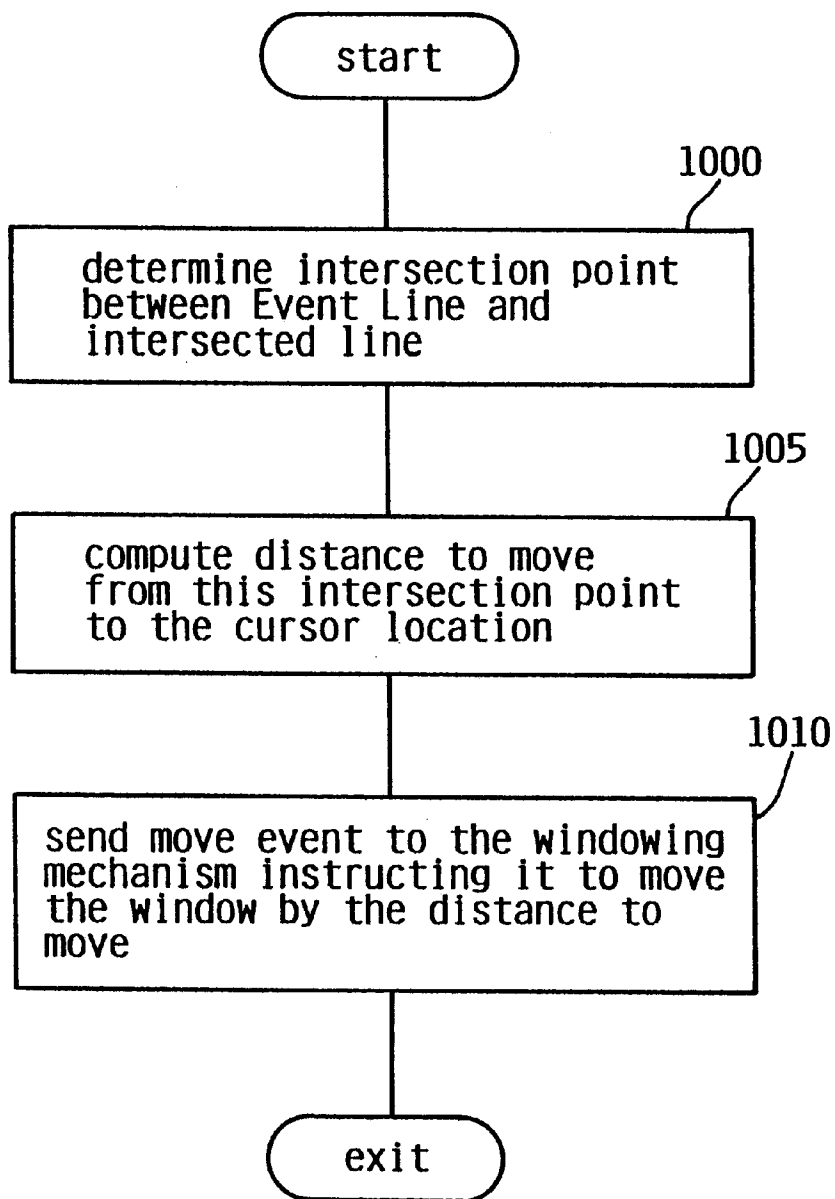 start
1000
determine intersection point
between Event Line and
intersected line
1005
compute distance to move
from this intersection point
to the cursor location
1010
send move event to the windowing
mechanism instructing it to move
the window by the distance to
move
exit